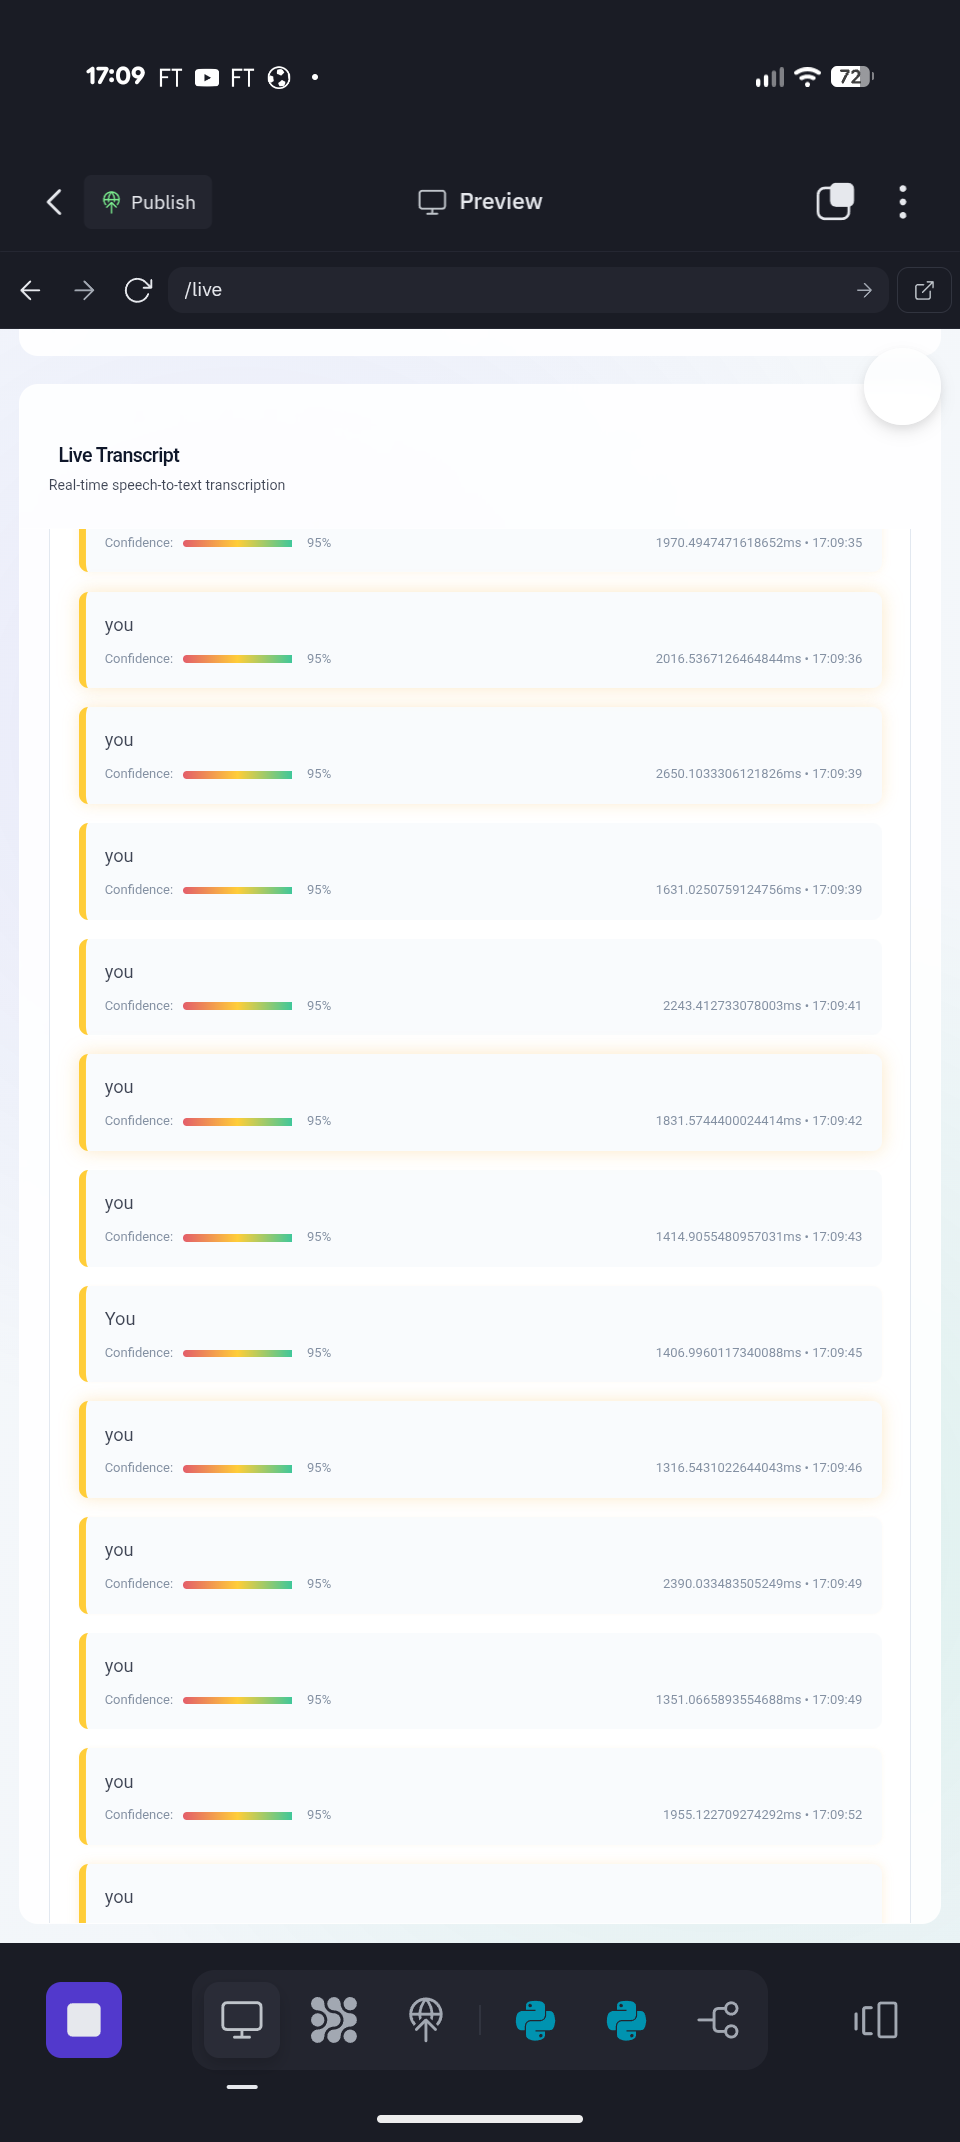 17:09 FT FT 72
Publish
Preview
/live
Live Transcript
Real-time speech-to-text transcription
Confidence: 95% 1970.4947471618652ms • 17:09:35
you
Confidence: 95% 2016.5367126464844ms • 17:09:36
you
Confidence: 95% 2650.1033306121826ms • 17:09:39
you
Confidence: 95% 1631.0250759124756ms • 17:09:39
you
Confidence: 95% 2243.412733078003ms • 17:09:41
you
Confidence: 95% 1831.5744400024414ms • 17:09:42
you
Confidence: 95% 1414.9055480957031ms • 17:09:43
You
Confidence: 95% 1406.9960117340088ms • 17:09:45
you
Confidence: 95% 1316.5431022644043ms • 17:09:46
you
Confidence: 95% 2390.033483505249ms • 17:09:49
you
Confidence: 95% 1351.0665893554688ms • 17:09:49
you
Confidence: 95% 1955.122709274292ms • 17:09:52
you